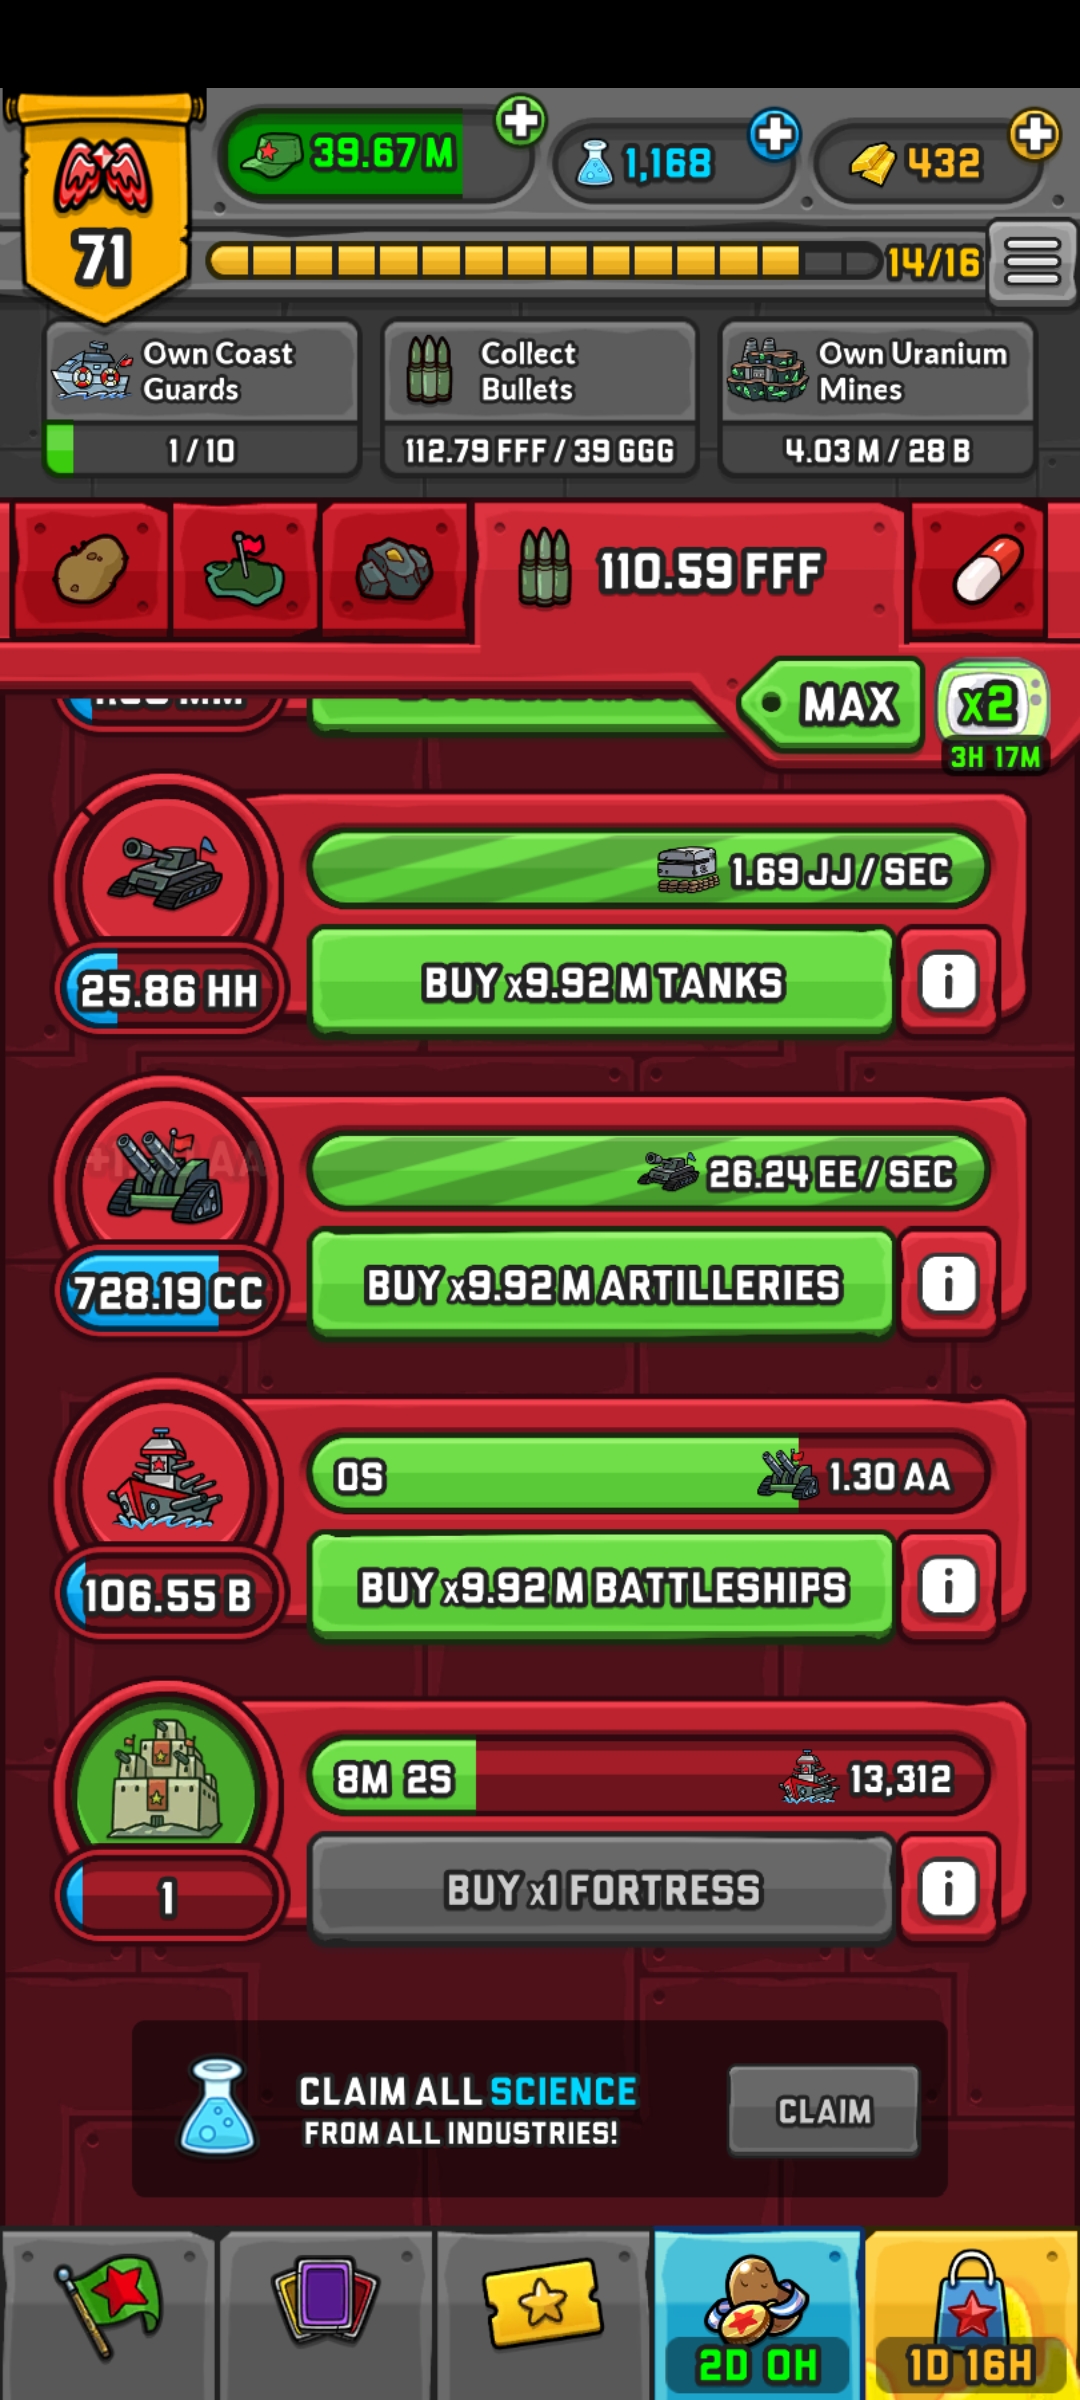 39.67 M
1,168
432
71
14/16
Own Coast
Guards
1 / 10
Collect
Bullets
112.79 FFF / 39 GGG
Own Uranium
Mines
4.03 M / 28 B
110.59 FFF
MAX
x2
3H 17M
1.69 JJ / SEC
25.86 HH
BUY x9.92 M TANKS
i
26.24 EE / SEC
728.19 CC
BUY x9.92 M ARTILLERIES
i
0S
1.30 AA
106.55 B
BUY x9.92 M BATTLESHIPS
i
8M 2S
13,312
1
BUY x1 FORTRESS
i
CLAIM ALL SCIENCE
FROM ALL INDUSTRIES!
CLAIM
2D 0H
1D 16H